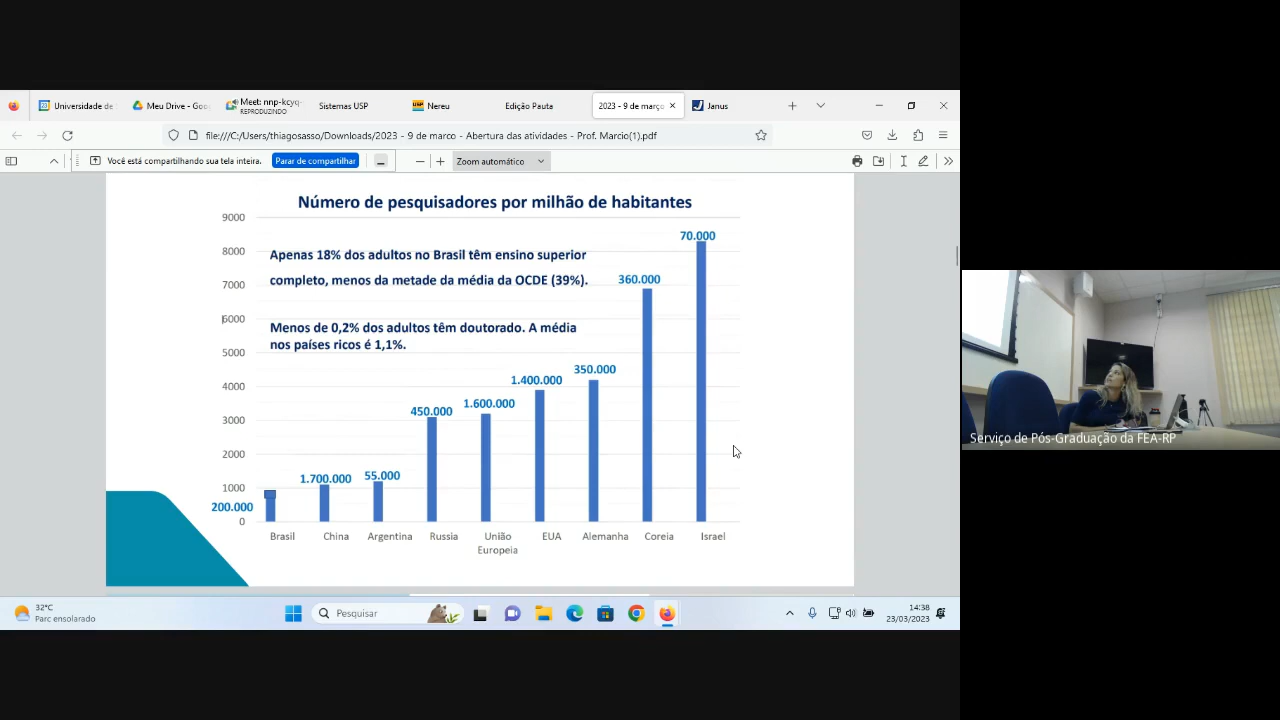 Universidade de
Meu Drive - Goo
Meet: nnp-kcyq-
REPRODUZINDO
Sistemas USP
USP
Nereu
Edição Pauta
2023 - 9 de março
Janus
file:///C:/Users/thiagosasso/Downloads/2023 - 9 de marco - Abertura das atividades - Prof. Marcio(1).pdf
Você está compartilhando sua tela inteira.
Parar de compartilhar
Zoom automático
Número de pesquisadores por milhão de habitantes
9000
8000
7000
6000
5000
4000
3000
2000
1000
0
Apenas 18% dos adultos no Brasil têm ensino superior
completo, menos da metade da média da OCDE (39%).
Menos de 0,2% dos adultos têm doutorado. A média
nos países ricos é 1,1%.
200.000
1.700.000
55.000
450.000
1.600.000
1.400.000
350.000
360.000
70.000
Brasil
China
Argentina
Russia
União
Europeia
EUA
Alemanha
Coreia
Israel
Serviço de Pós-Graduação da FEA-RP
32°C
Parc ensolarado
Pesquisar
14:38
23/03/2023